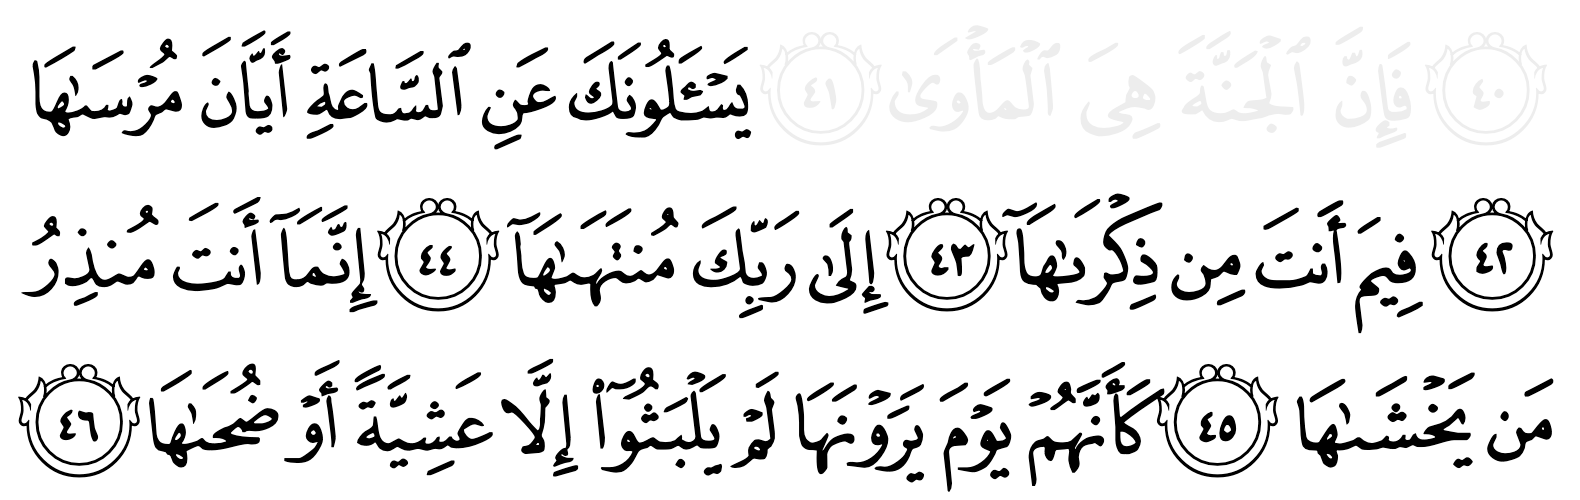 ٤٠ فَإِنَّ ٱلْجَنَّةَ هِىَ ٱلْمَأْوَىٰ ٤١ يَسْـَٔلُونَكَ عَنِ ٱلسَّاعَةِ أَيَّانَ مُرْسَىٰهَا
٤٢ فِيمَ أَنتَ مِن ذِكْرَىٰهَآ ٤٣ إِلَىٰ رَبِّكَ مُنتَهَىٰهَآ ٤٤ إِنَّمَآ أَنتَ مُنذِرُ
مَن يَخْشَىٰهَا ٤٥ كَأَنَّهُمْ يَوْمَ يَرَوْنَهَا لَمْ يَلْبَثُوٓا۟ إِلَّا عَشِيَّةً أَوْ ضُحَىٰهَا ٤٦